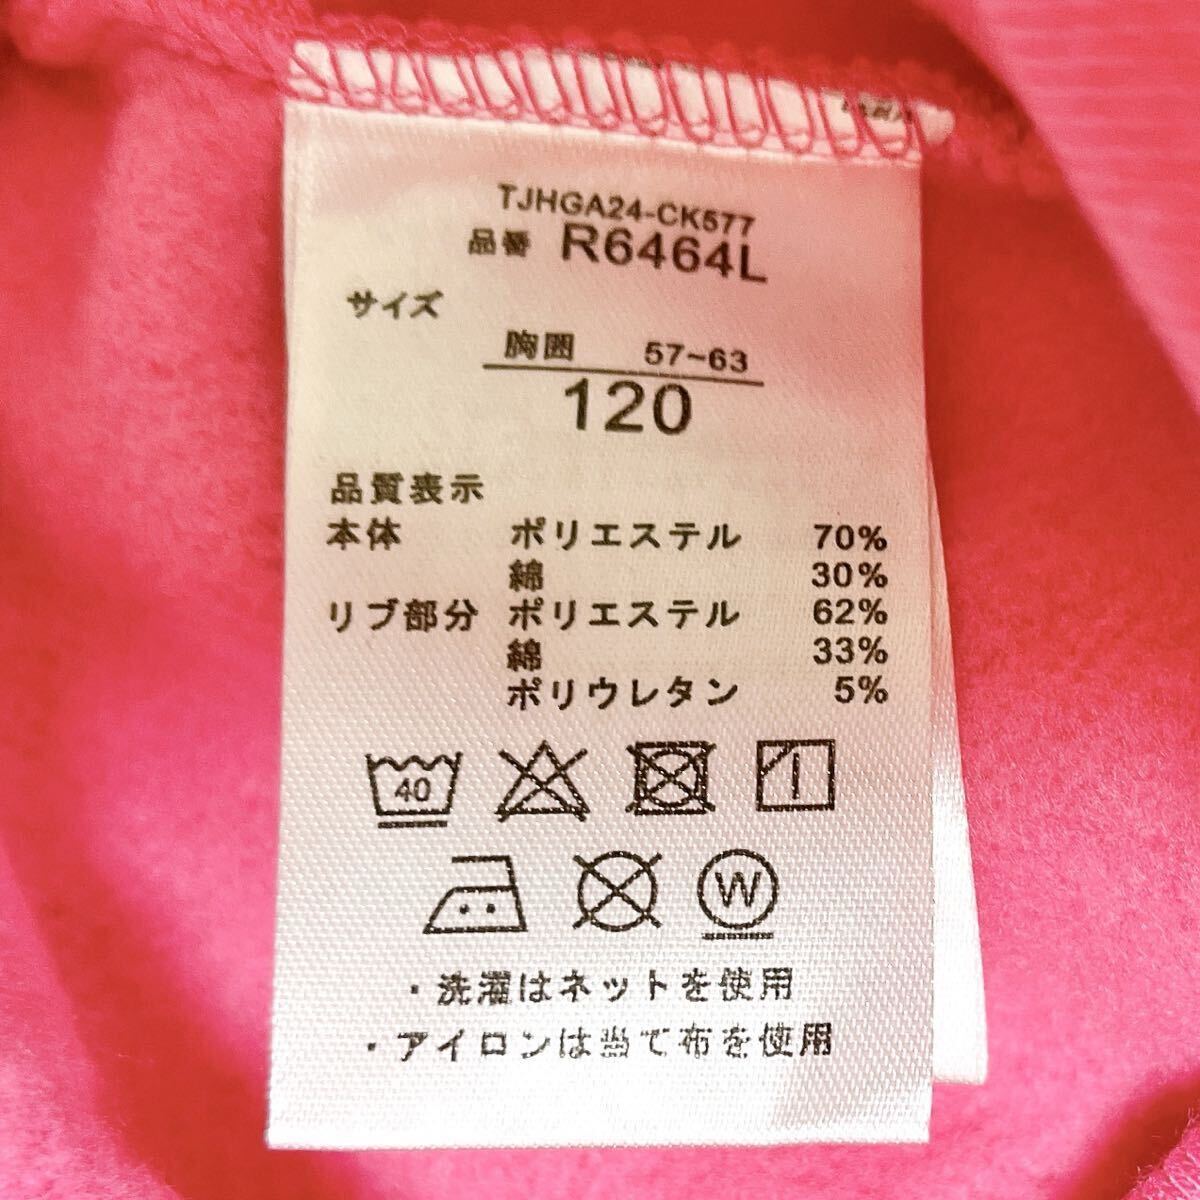 TJHGA24-CK577
品番 R6464L
サイズ
胸囲 57~63
120
品質表示
本体 ポリエステル 70%
綿 30%
リブ部分 ポリエステル 62%
綿 33%
ポリウレタン 5%
40
W
・洗濯はネットを使用
・アイロンは当て布を使用